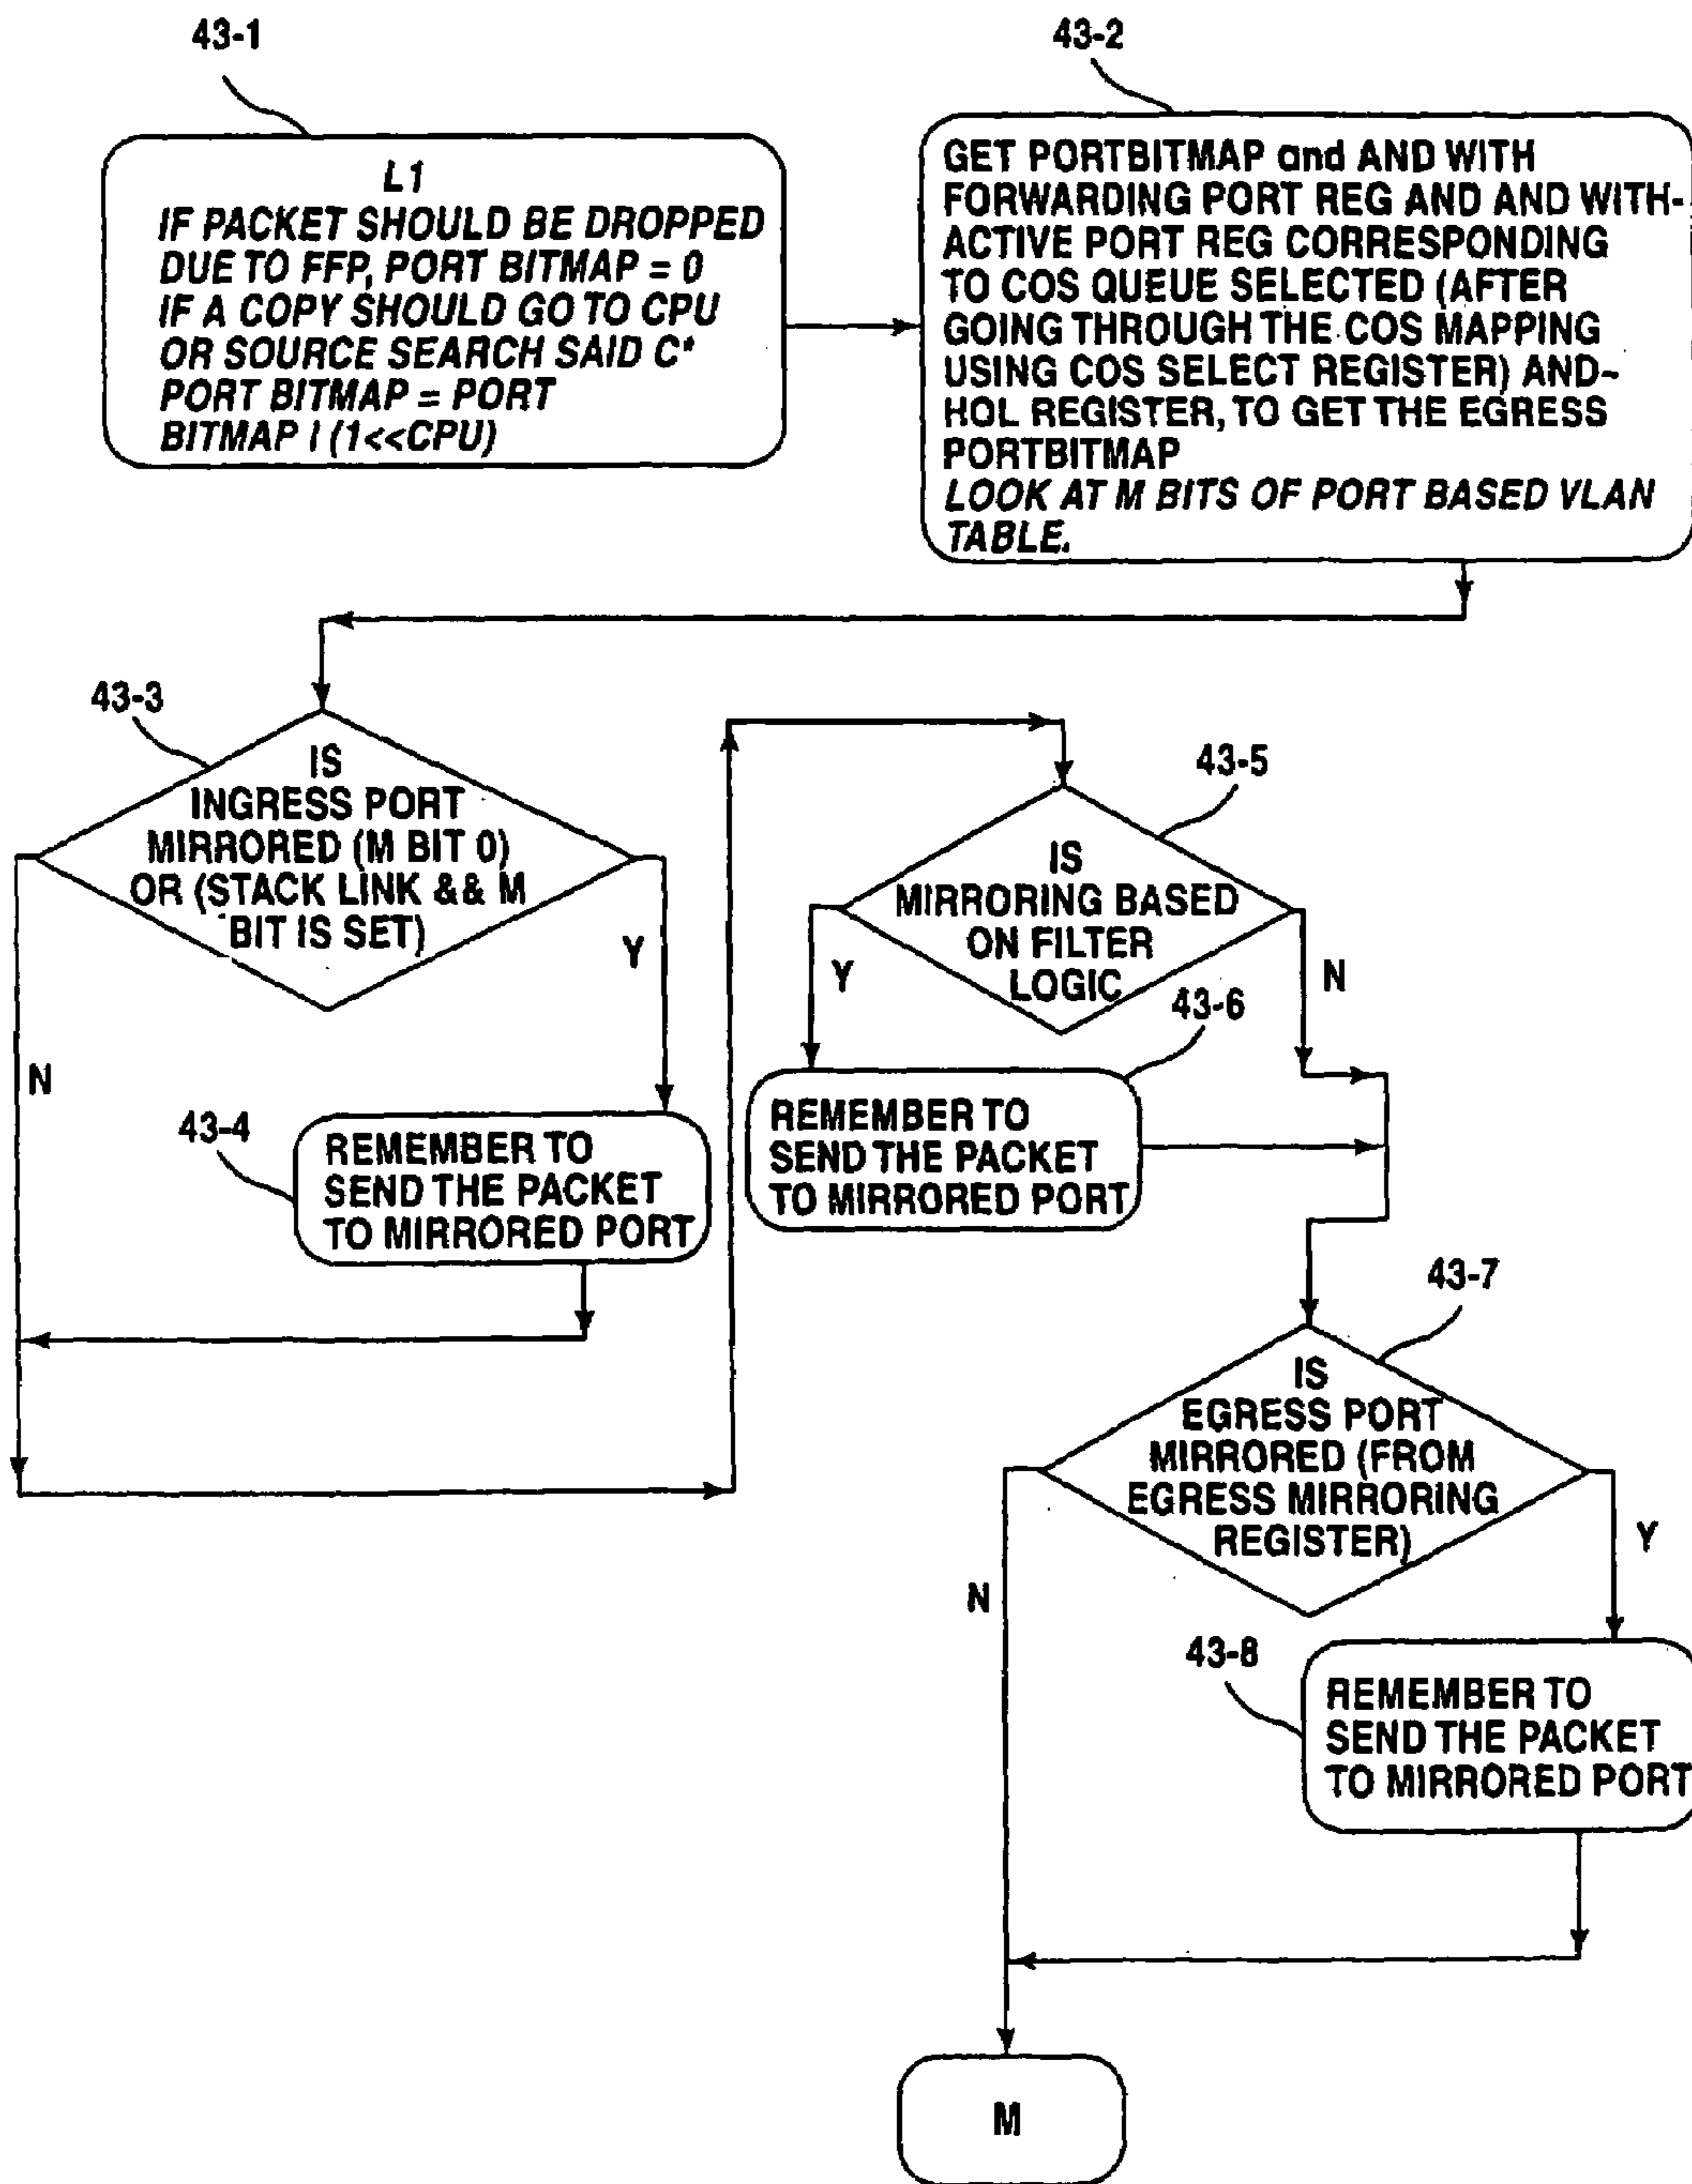 43-1
L1
IF PACKET SHOULD BE DROPPED
DUE TO FFP, PORT BITMAP = 0
IF A COPY SHOULD GO TO CPU
OR SOURCE SEARCH SAID C*
PORT BITMAP = PORT
BITMAP | (1<<CPU)
43-2
GET PORTBITMAP and AND WITH
FORWARDING PORT REG AND AND WITH-
ACTIVE PORT REG CORRESPONDING
TO COS QUEUE SELECTED (AFTER
GOING THROUGH THE COS MAPPING
USING COS SELECT REGISTER) AND~
HOL REGISTER, TO GET THE EGRESS
PORTBITMAP
LOOK AT M BITS OF PORT BASED VLAN
TABLE.
43-3
IS
INGRESS PORT
MIRRORED (M BIT 0)
OR (STACK LINK && M
BIT IS SET)
Y
N
43-4
REMEMBER TO
SEND THE PACKET
TO MIRRORED PORT
43-5
IS
MIRRORING BASED
ON FILTER
LOGIC
Y
N
43-6
REMEMBER TO
SEND THE PACKET
TO MIRRORED PORT
43-7
IS
EGRESS PORT
MIRRORED (FROM
EGRESS MIRRORING
REGISTER)
Y
N
43-8
REMEMBER TO
SEND THE PACKET
TO MIRRORED PORT
M